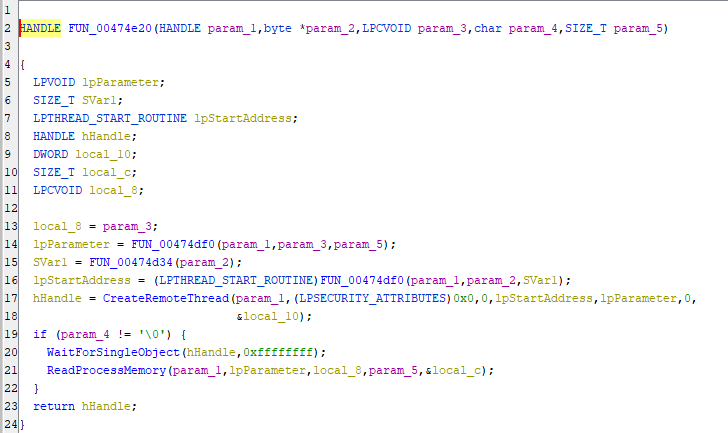 1
2 HANDLE FUN_00474e20(HANDLE param_1,byte *param_2,LPCVOID param_3,char param_4,SIZE_T param_5)
3
4 {
5   LPVOID lpParameter;
6   SIZE_T SVar1;
7   LPTHREAD_START_ROUTINE lpStartAddress;
8   HANDLE hHandle;
9   DWORD local_10;
10   SIZE_T local_c;
11   LPCVOID local_8;
12
13   local_8 = param_3;
14   lpParameter = FUN_00474df0(param_1,param_3,param_5);
15   SVar1 = FUN_00474d34(param_2);
16   lpStartAddress = (LPTHREAD_START_ROUTINE)FUN_00474df0(param_1,param_2,SVar1);
17   hHandle = CreateRemoteThread(param_1,(LPSECURITY_ATTRIBUTES)0x0,0,lpStartAddress,lpParameter,0,
18                                &local_10);
19   if (param_4 != '\0') {
20     WaitForSingleObject(hHandle,0xffffffff);
21     ReadProcessMemory(param_1,lpParameter,local_8,param_5,&local_c);
22   }
23   return hHandle;
24 }